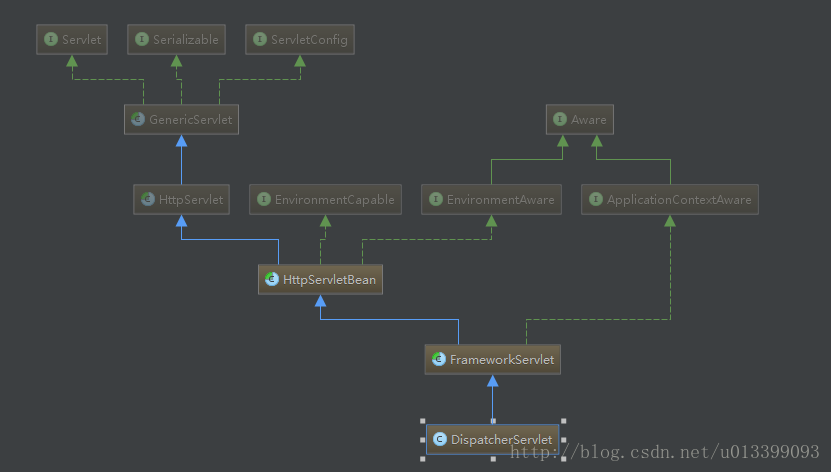 Servlet Serializable ServletConfig
GenericServlet Aware
HttpServlet EnvironmentCapable EnvironmentAware ApplicationContextAware
HttpServletBean
FrameworkServlet
DispatcherServlet
http://blog.csdn.net/u013399093